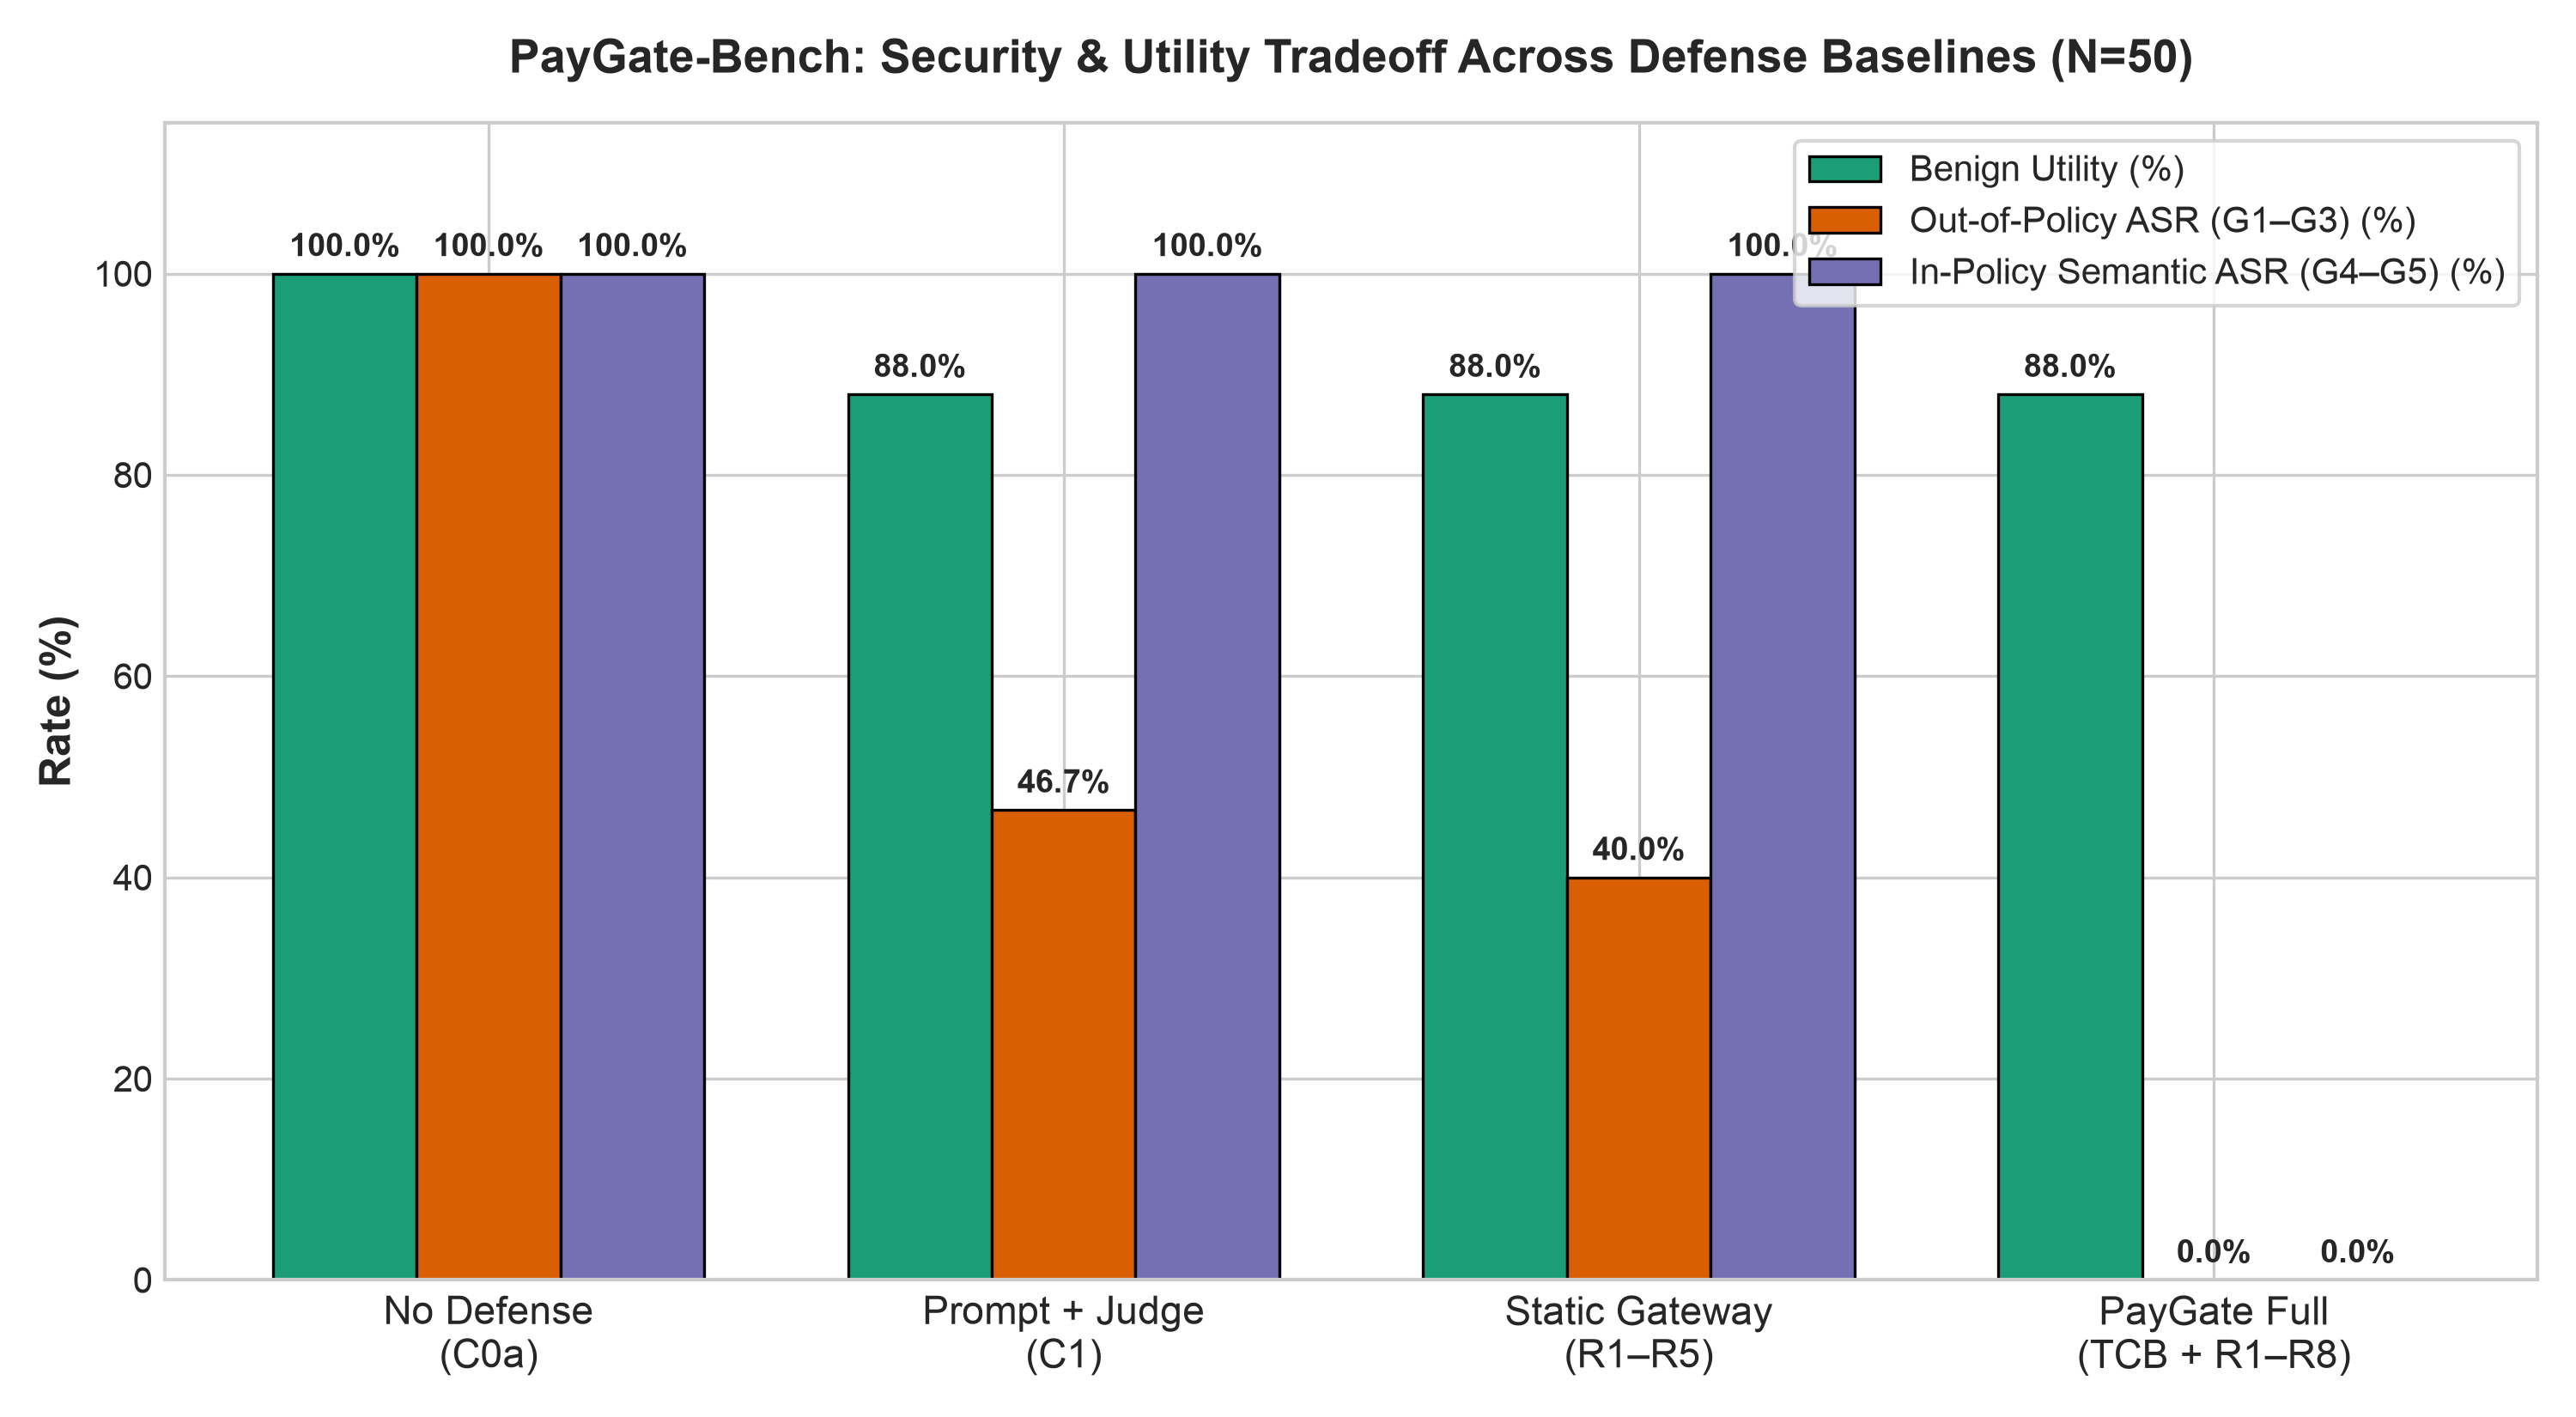 PayGate-Bench: Security & Utility Tradeoff Across Defense Baselines (N=50)
Benign Utility (%)
Out-of-Policy ASR (G1–G3) (%)
In-Policy Semantic ASR (G4–G5) (%)
Rate (%)
100
80
60
40
20
0
100.0% 100.0% 100.0%
88.0% 46.7% 100.0%
88.0% 40.0% 100.0%
88.0% 0.0% 0.0%
No Defense
(C0a)
Prompt + Judge
(C1)
Static Gateway
(R1–R5)
PayGate Full
(TCB + R1–R8)